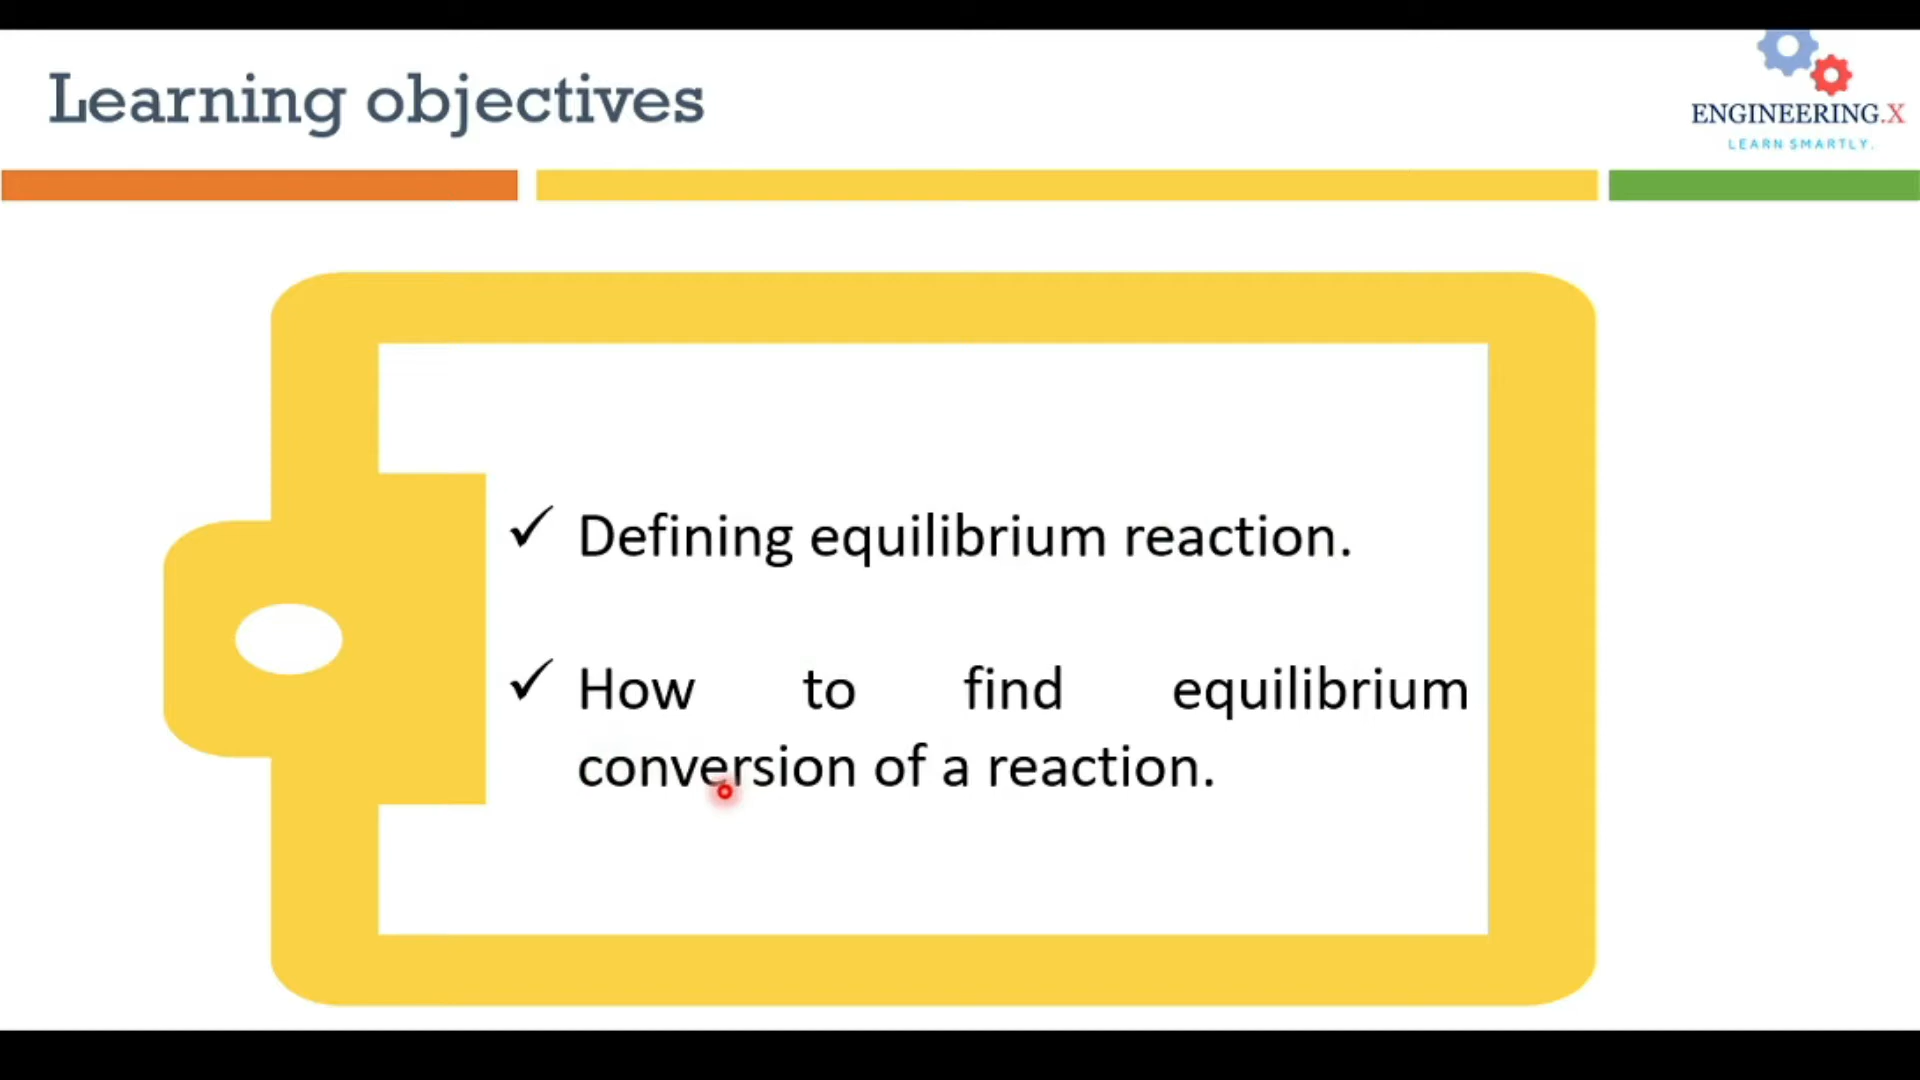 Learning objectives
ENGINEERING.X
LEARN SMARTLY.
✓ Defining equilibrium reaction.
✓ How to find equilibrium
conversion of a reaction.